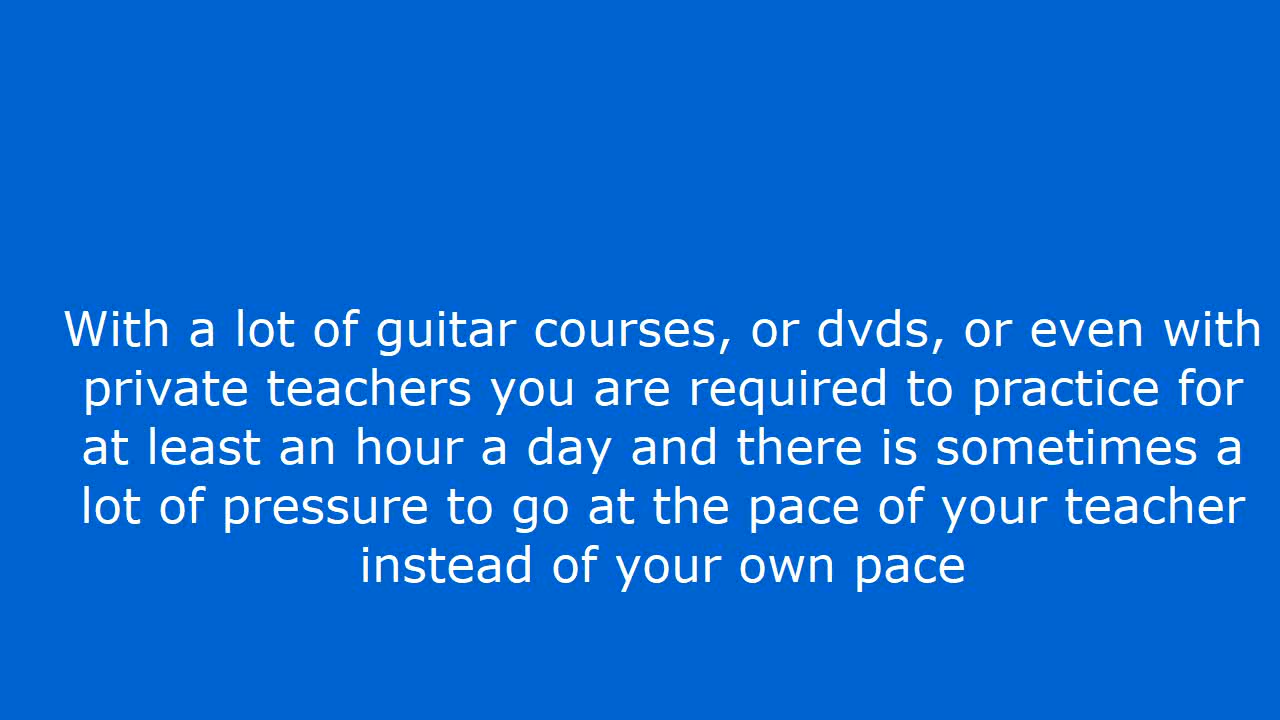 With a lot of guitar courses, or dvds, or even with
private teachers you are required to practice for
at least an hour a day and there is sometimes a
lot of pressure to go at the pace of your teacher
instead of your own pace